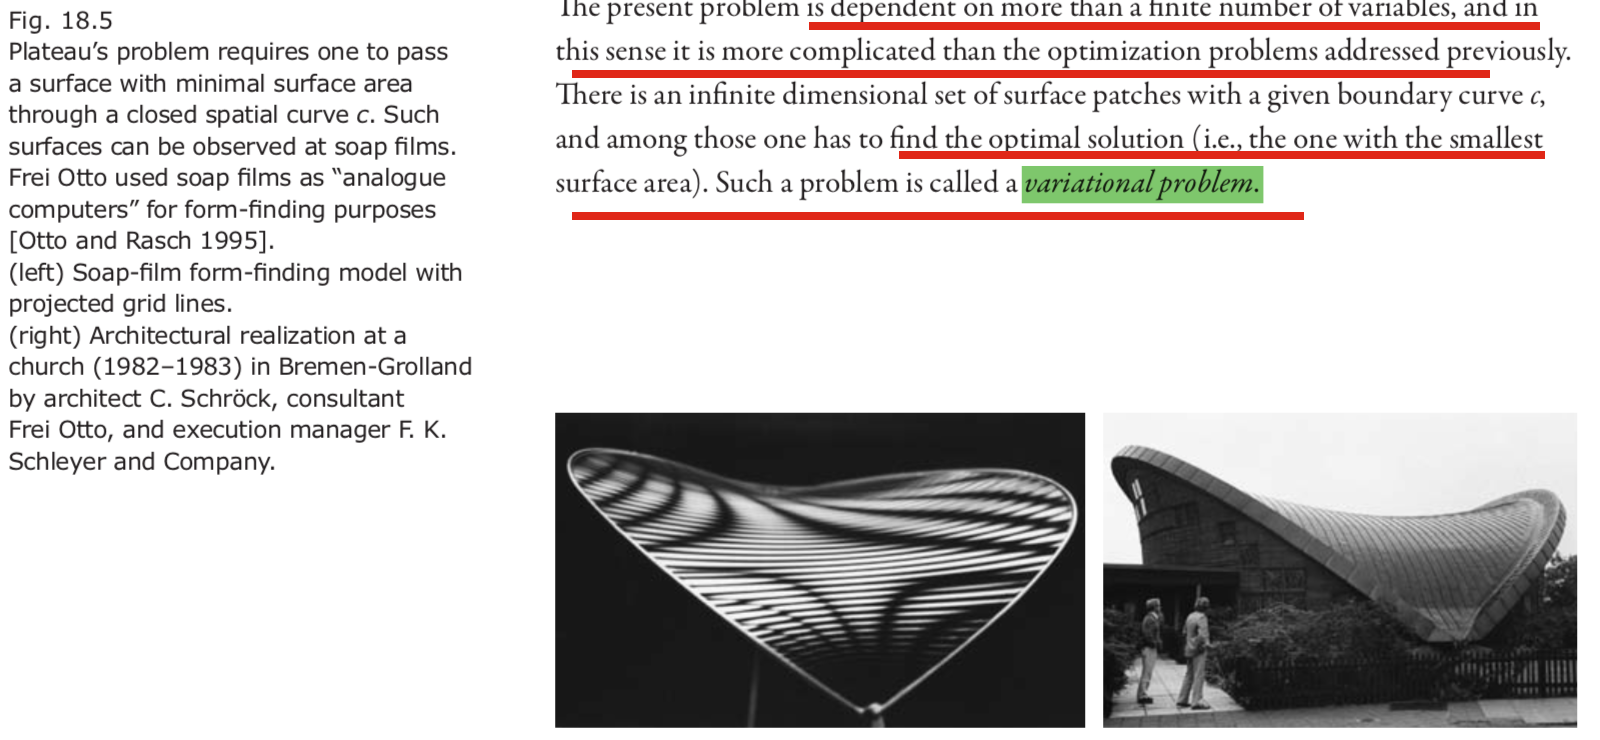 Fig. 18.5
Plateau’s problem requires one to pass
a surface with minimal surface area
through a closed spatial curve c. Such
surfaces can be observed at soap films.
Frei Otto used soap films as “analogue
computers” for form-finding purposes
[Otto and Rasch 1995].
(left) Soap-film form-finding model with
projected grid lines.
(right) Architectural realization at a
church (1982–1983) in Bremen-Grolland
by architect C. Schröck, consultant
Frei Otto, and execution manager F. K.
Schleyer and Company.
The present problem is dependent on more than a finite number of variables, and in
this sense it is more complicated than the optimization problems addressed previously.
There is an infinite dimensional set of surface patches with a given boundary curve c,
and among those one has to find the optimal solution (i.e., the one with the smallest
surface area). Such a problem is called a variational problem.